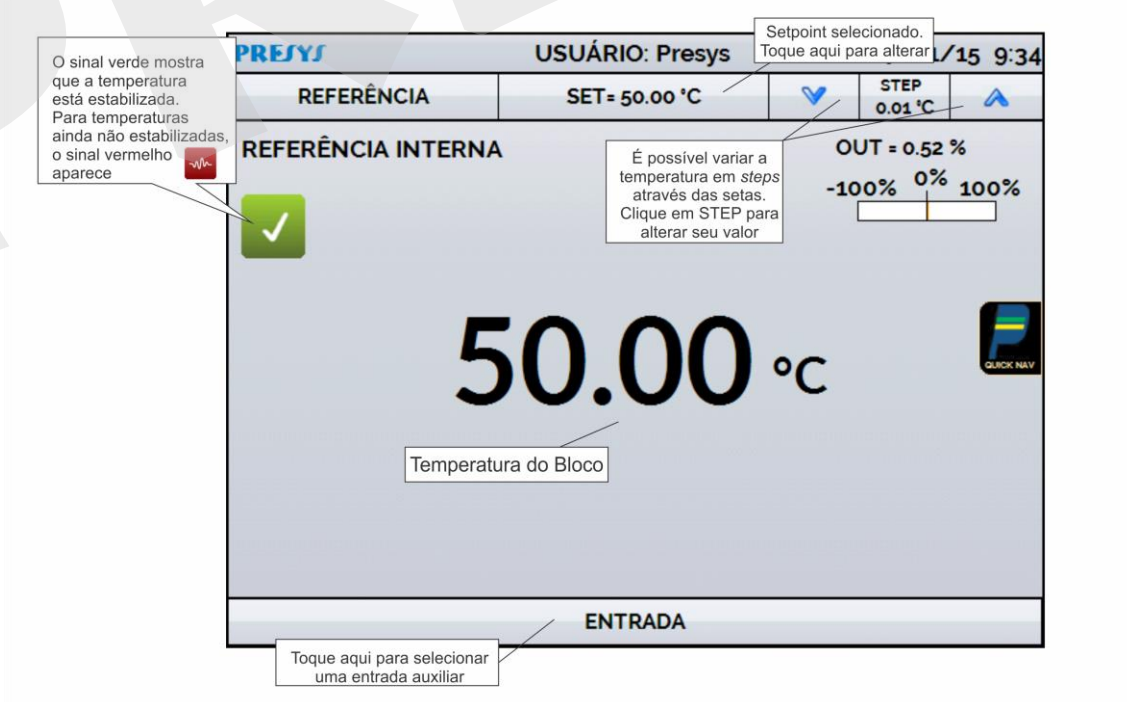 O sinal verde mostra
que a temperatura
está estabilizada.
Para temperaturas
ainda não estabilizadas,
o sinal vermelho
aparece
Setpoint selecionado.
Toque aqui para alterar
PRESYS
USUÁRIO: Presys
1/15 9:34
REFERÊNCIA
SET= 50.00 °C
STEP
0.01 °C
REFERÊNCIA INTERNA
É possível variar a
temperatura em steps
através das setas.
Clique em STEP para
alterar seu valor
OUT = 0.52 %
-100% 0% 100%
50.00 °C
QUICK NAV
Temperatura do Bloco
ENTRADA
Toque aqui para selecionar
uma entrada auxiliar